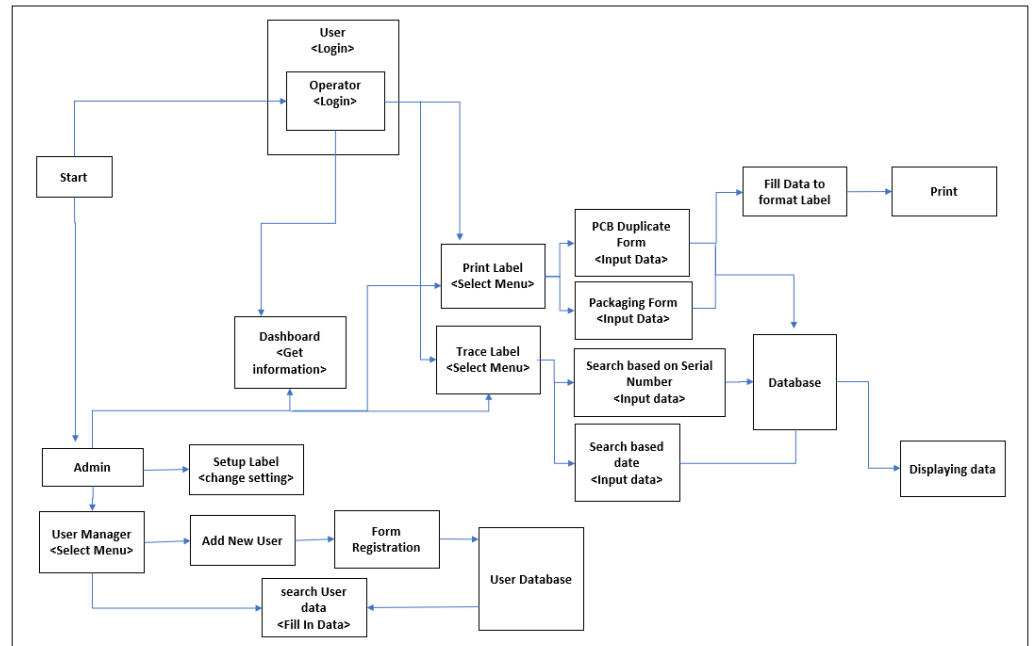 User
<Login>
Operator
<Login>
Start
Fill Data to
format Label
Print
PCB Duplicate
Form
<Input Data>
Print Label
<Select Menu>
Packaging Form
<Input Data>
Dashboard
<Get
information>
Trace Label
<Select Menu>
Search based on Serial
Number
<Input data>
Database
Search based
date
<Input data>
Admin
Setup Label
<change setting>
Displaying data
User Manager
<Select Menu>
Add New User
Form
Registration
User Database
search User
data
<Fill In Data>